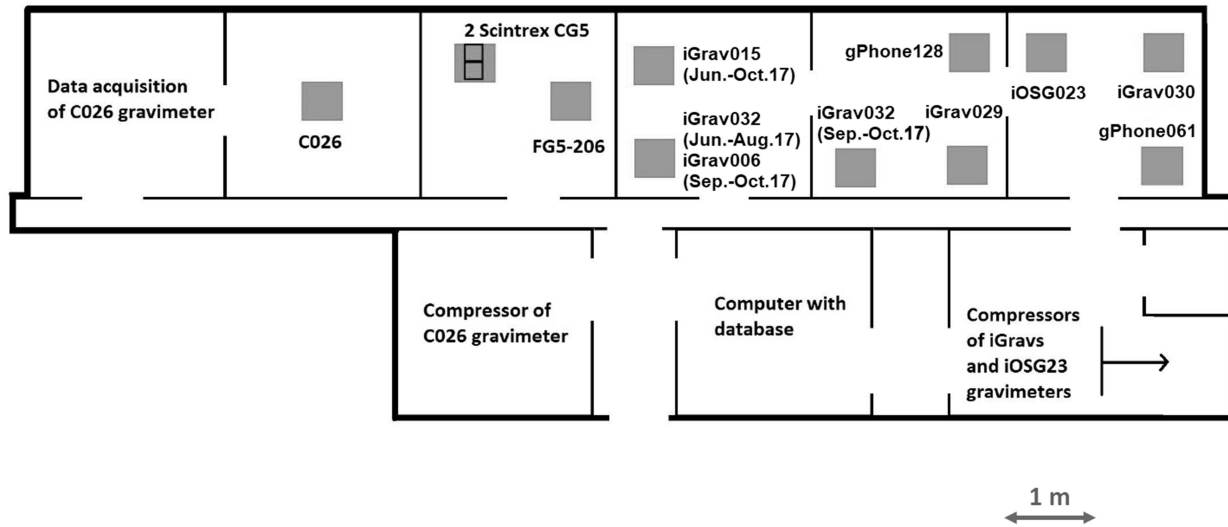 Data acquisition
of C026 gravimeter
C026
2 Scintrex CG5
FG5-206
iGrav015
(Jun.-Oct.17)
iGrav032
(Jun.-Aug.17)
iGrav006
(Sep.-Oct.17)
gPhone128
iGrav032
(Sep.-Oct.17)
iGrav029
iOSG023
iGrav030
gPhone061
Compressor of
C026 gravimeter
Computer with
database
Compressors
of iGravs
and iOSG23
gravimeters
1 m